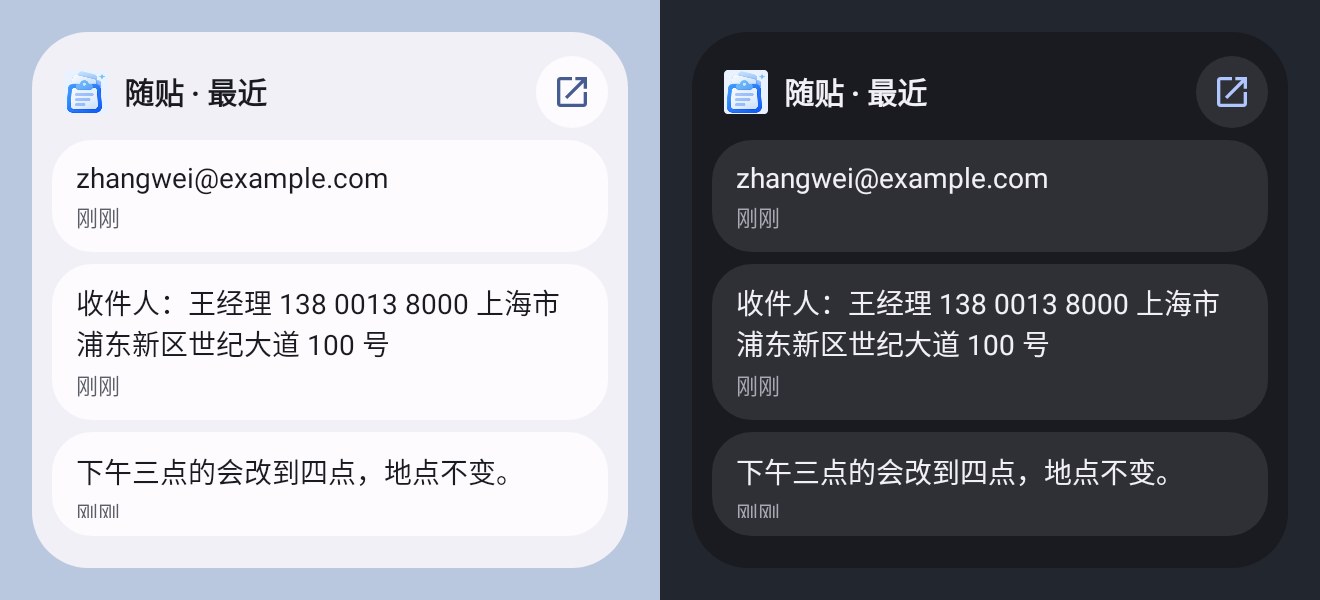 随贴 · 最近
zhangwei@example.com
刚刚
收件人：王经理 138 0013 8000 上海市
浦东新区世纪大道 100 号
刚刚
下午三点的会改到四点，地点不变。
刚刚
随贴 · 最近
zhangwei@example.com
刚刚
收件人：王经理 138 0013 8000 上海市
浦东新区世纪大道 100 号
刚刚
下午三点的会改到四点，地点不变。
刚刚